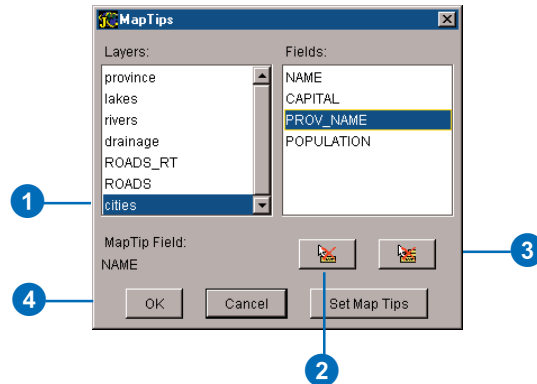 MapTips
Layers:
Fields:
province
lakes
rivers
drainage
ROADS_RT
ROADS
cities
NAME
CAPITAL
PROV_NAME
POPULATION
1
MapTip Field:
NAME
3
4
OK
Cancel
Set Map Tips
2